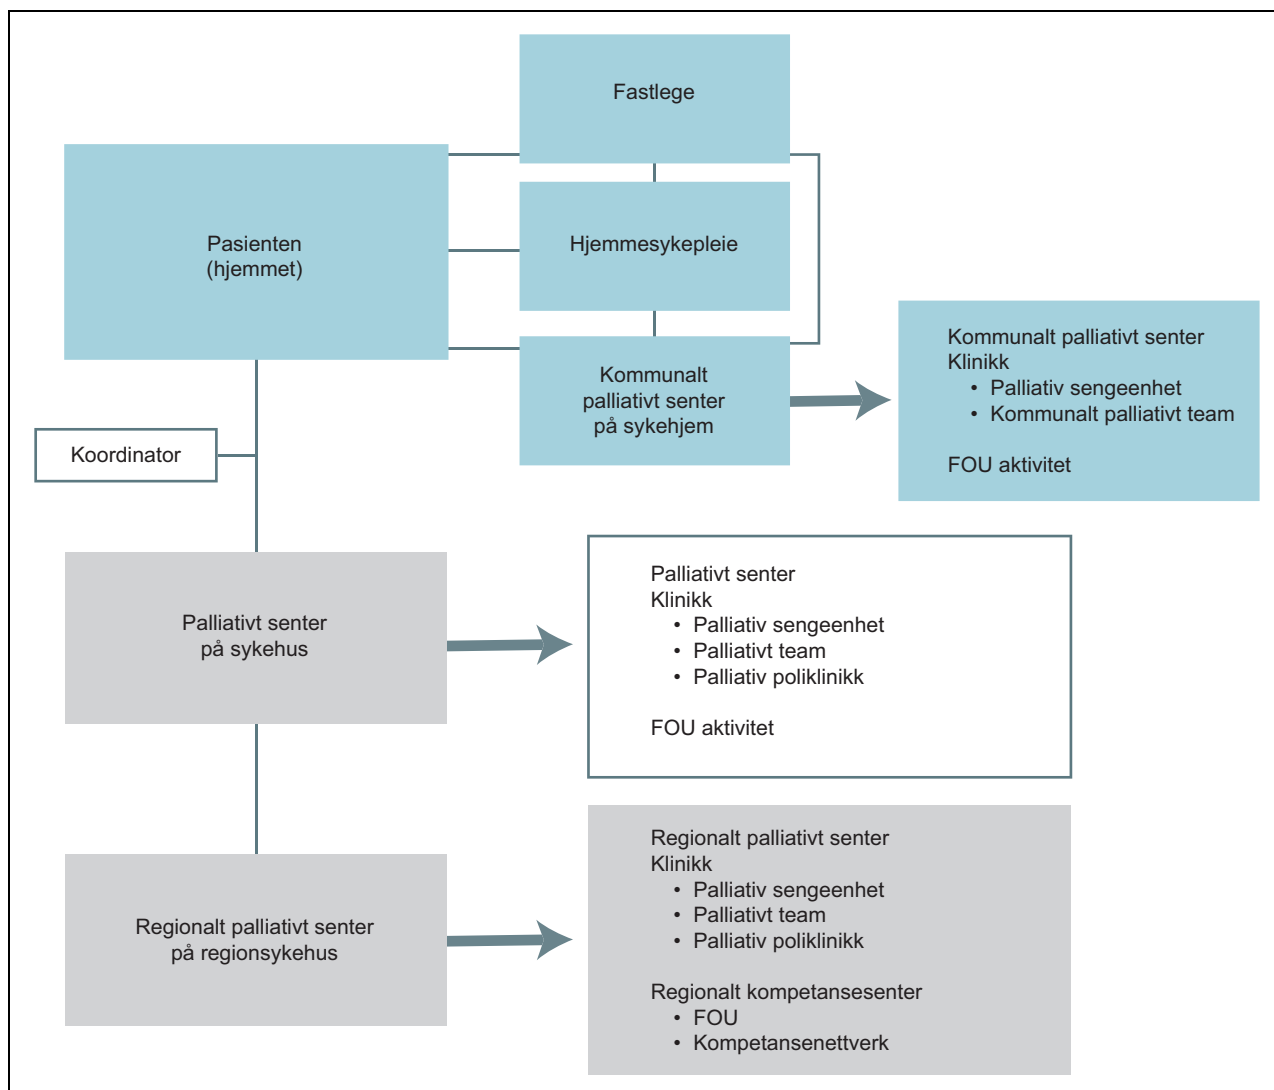 Fastlege
Pasienten
(hjemmet)
Hjemmesykepleie
Kommunalt
palliativt senter
på sykehjem
Kommunalt palliativt senter
Klinikk
• Palliativ sengeenhet
• Kommunalt palliativt team
FOU aktivitet
Koordinator
Palliativt senter
på sykehus
Palliativt senter
Klinikk
• Palliativ sengeenhet
• Palliativt team
• Palliativ poliklinikk
FOU aktivitet
Regionalt palliativt senter
på regionsykehus
Regionalt palliativt senter
Klinikk
• Palliativ sengeenhet
• Palliativt team
• Palliativ poliklinikk
Regionalt kompetansesenter
• FOU
• Kompetansenettverk